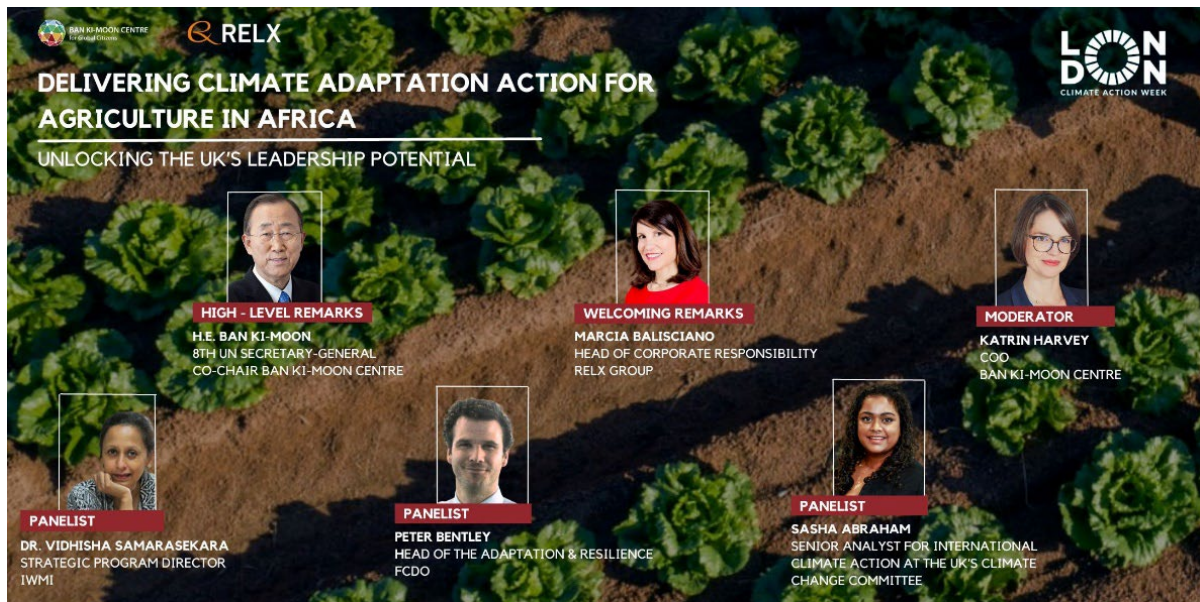 BAN KI-MOON CENTRE
for Global Citizens
RELX
LONDON
CLIMATE ACTION WEEK
DELIVERING CLIMATE ADAPTATION ACTION FOR
AGRICULTURE IN AFRICA
UNLOCKING THE UK'S LEADERSHIP POTENTIAL
HIGH - LEVEL REMARKS
H.E. BAN KI-MOON
8TH UN SECRETARY-GENERAL
CO-CHAIR BAN KI-MOON CENTRE
WELCOMING REMARKS
MARCIA BALISCIANO
HEAD OF CORPORATE RESPONSIBILITY
RELX GROUP
MODERATOR
KATRIN HARVEY
COO
BAN KI-MOON CENTRE
PANELIST
DR. VIDHISHA SAMARASEKARA
STRATEGIC PROGRAM DIRECTOR
IWMI
PANELIST
PETER BENTLEY
HEAD OF THE ADAPTATION & RESILIENCE
FCDO
PANELIST
SASHA ABRAHAM
SENIOR ANALYST FOR INTERNATIONAL
CLIMATE ACTION AT THE UK'S CLIMATE
CHANGE COMMITTEE